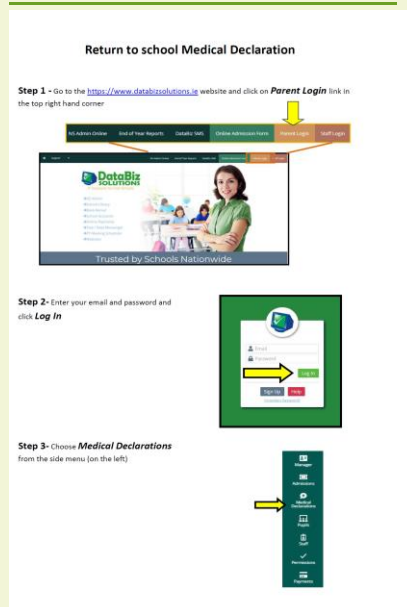 Return to school Medical Declaration
Step 1 - Go to the https://www.databizsolutions.ie website and click on Parent Login link in
the top right hand corner
NS Admin Online End of Year Reports DataBiz SMS Online Admission Form Parent Login Staff Login
DataBiz
SOLUTIONS
Trusted by Schools Nationwide
Step 2- Enter your email and password and
click Log In
Email
Password
Log In
Sign Up Help
Step 3- Choose Medical Declarations
from the side menu (on the left)
Manager
Admissions
Medical
Declarations
Pupils
Staff
Permissions
Payments